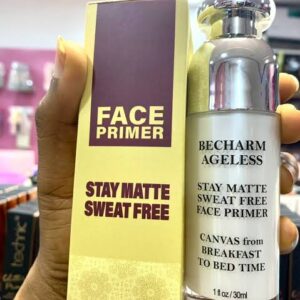 FACE
PRIMER
STAY MATTE
SWEAT FREE
BECHARM
AGELESS
STAY MATTE
SWEAT FREE
FACE PRIMER
CANVAS from
BREAKFAST
TO BED TIME
1 fl oz / 30ml
technic